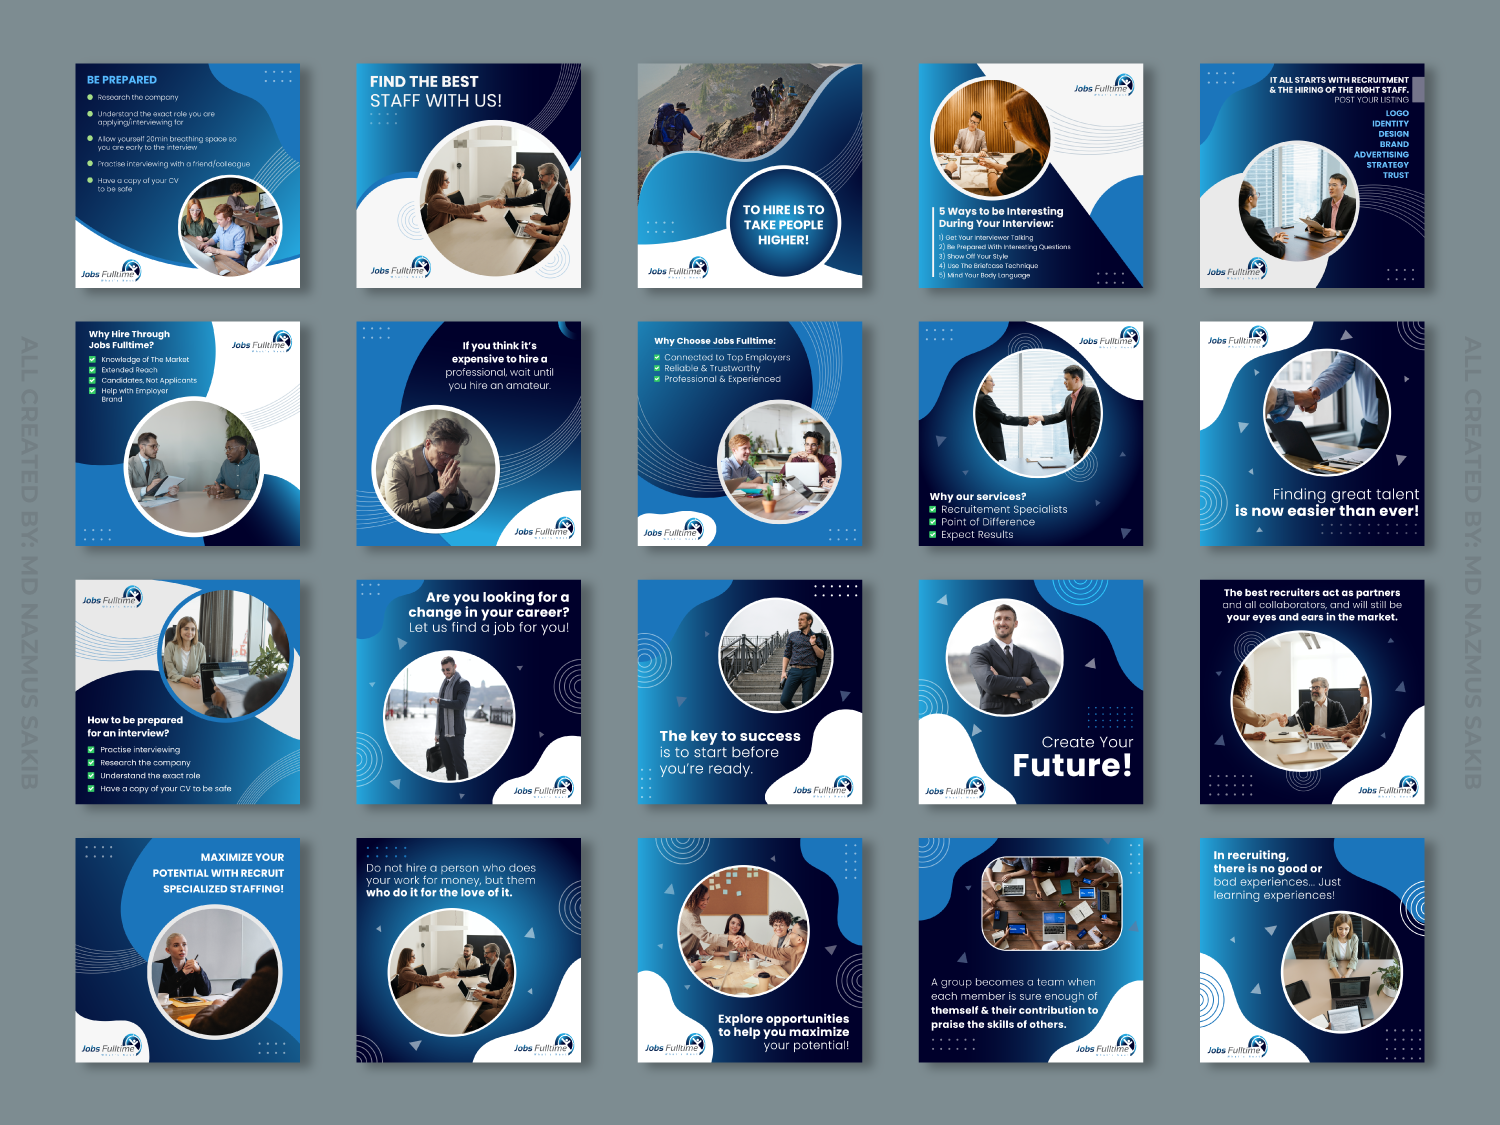 BE PREPARED
Research the company
Understand the exact role you are
applying/interviewing for
Allow yourself 20min breathing space so
you are early to the interview
Practise interviewing with a friend/colleague
Have a copy of your CV
to be safe
Jobs Fulltime
FIND THE BEST
STAFF WITH US!
Jobs Fulltime
TO HIRE IS TO
TAKE PEOPLE
HIGHER!
Jobs Fulltime
Jobs Fulltime
5 Ways to be Interesting
During Your Interview:
1) Get Your Interviewer Talking
2) Be Prepared With Interesting Questions
3) Show Off Your Style
4) Use The Briefcase Technique
5) Mind Your Body Language
IT ALL STARTS WITH RECRUITMENT
& THE HIRING OF THE RIGHT STAFF.
POST YOUR LISTING
LOGO
IDENTITY
DESIGN
BRAND
ADVERTISING
STRATEGY
TRUST
Jobs Fulltime
Why Hire Through
Jobs Fulltime?
Knowledge of The Market
Extended Reach
Candidates, Not Applicants
Help with Employer
Brand
Jobs Fulltime
If you think it's
expensive to hire a
professional, wait until
you hire an amateur.
Jobs Fulltime
Why Choose Jobs Fulltime:
Connected to Top Employers
Reliable & Trustworthy
Professional & Experienced
Jobs Fulltime
Jobs Fulltime
Why our services?
Recruitement Specialists
Point of Difference
Expect Results
Jobs Fulltime
Finding great talent
is now easier than ever!
Jobs Fulltime
How to be prepared
for an interview?
Practise interviewing
Research the company
Understand the exact role
Have a copy of your CV to be safe
Are you looking for a
change in your career?
Let us find a job for you!
Jobs Fulltime
The key to success
is to start before
you're ready.
Jobs Fulltime
Create Your
Future!
Jobs Fulltime
The best recruiters act as partners
and all collaborators, and will still be
your eyes and ears in the market.
Jobs Fulltime
MAXIMIZE YOUR
POTENTIAL WITH RECRUIT
SPECIALIZED STAFFING!
Jobs Fulltime
Do not hire a person who does
your work for money, but them
who do it for the love of it.
Jobs Fulltime
Explore opportunities
to help you maximize
your potential!
Jobs Fulltime
A group becomes a team when
each member is sure enough of
themself & their contribution to
praise the skills of others.
Jobs Fulltime
In recruiting,
there is no good or
bad experiences... Just
learning experiences!
Jobs Fulltime
ALL CREATED BY: MD NAZMUS SAKIB
ALL CREATED BY: MD NAZMUS SAKIB